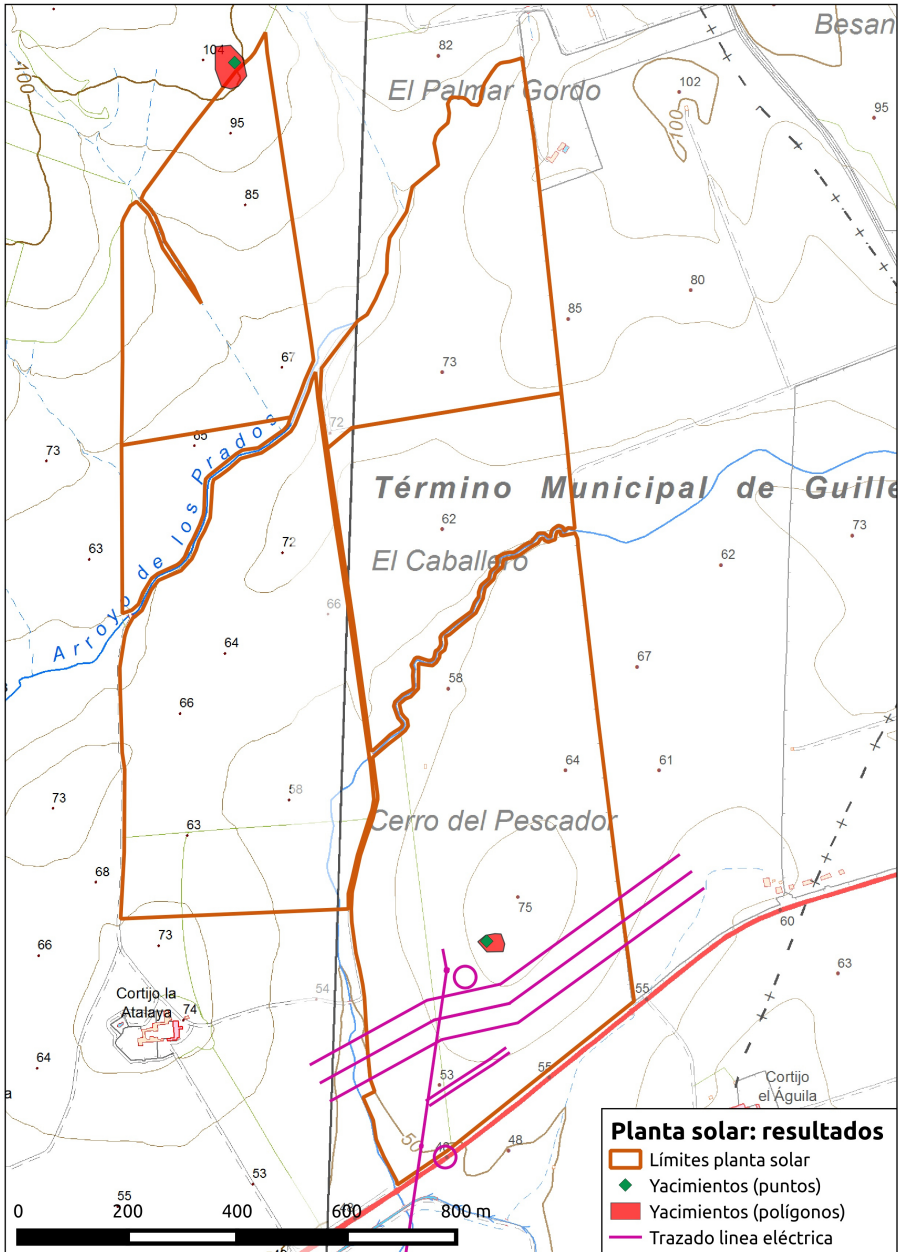 Besan
82
104
El Palmar Gordo
102
100
100
95
95
85
80
85
67
73
72
65
73
Arroyo de los Prados
Término Municipal de Guille
62
73
72
63
El Caballero
62
66
64
67
58
66
64
61
58
73
63
Cerro del Pescador
68
75
60
73
66
63
Cortijo la
Atalaya
74
54
55
64
53
55
Cortijo
el Águila
a
50
48
53
55
Planta solar: resultados
Límites planta solar
Yacimientos (puntos)
Yacimientos (polígonos)
Trazado linea eléctrica
0 200 400 600 800 m